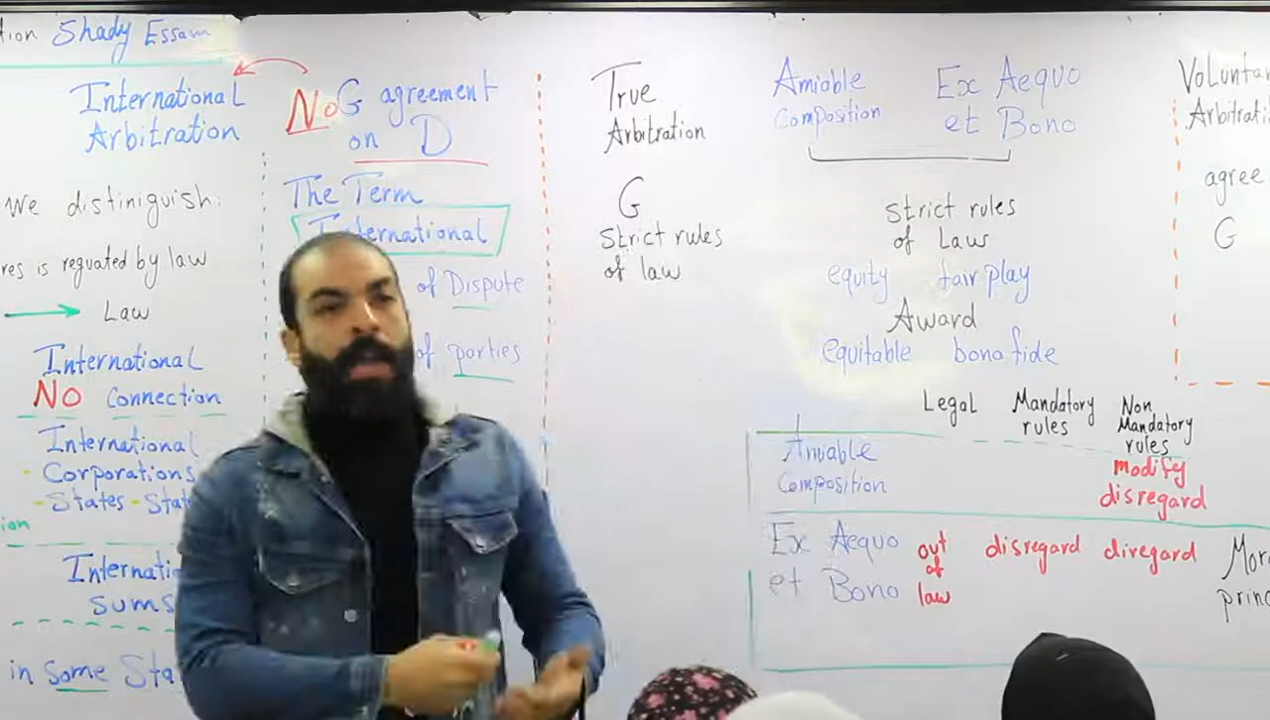 tion Shady Essam
International
Arbitration
We distiniguish:
res is reguated by law
Law
International
NO Connection
International
Corporations
- States - Stat
ion
Internati
sums
in some Sta
No G agreement
on D
The Term
International
of Dispute
of parties
True
Arbitration
G
Strict rules
of law
Amiable
Composition
Ex Aequo
et Bono
Strict rules
of Law
equity fair play
Award
equitable bona fide
Legal
Mandatory
rules
Non
Mandatory
rules
Amiable
Composition
modify
disregard
Ex Aequo
et Bono
out
of
law
disregard
diregard
Mor
princ
Voluntar
Arbitrati
agree
G